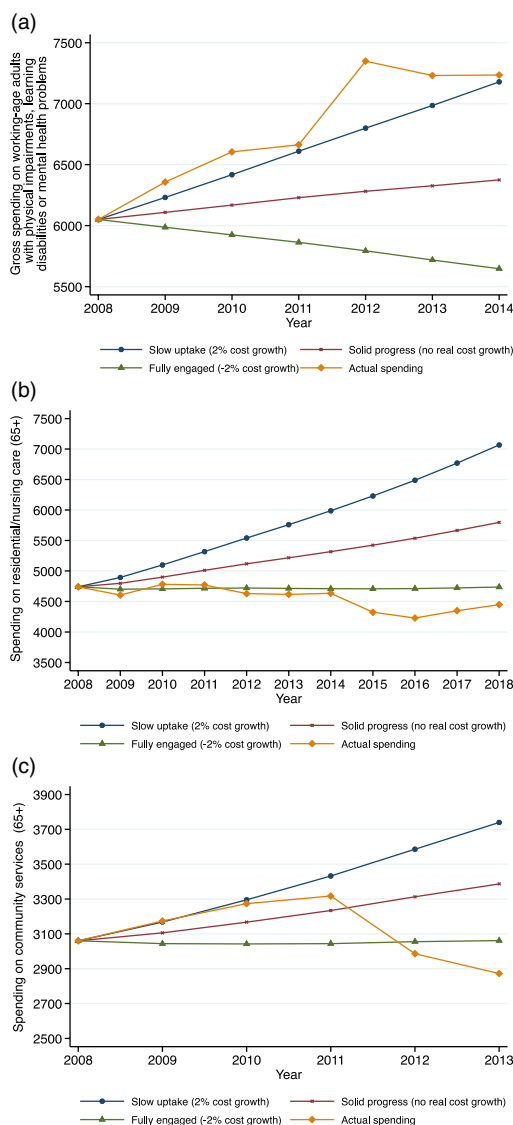 (a)
Gross spending on working-age adults
with physical impairments, learning
disabilities or mental health problems
7500
7000
6500
6000
5500
2008 2009 2010 2011 2012 2013 2014
Year
Slow uptake (2% cost growth) Solid progress (no real cost growth)
Fully engaged (-2% cost growth) Actual spending
(b)
Spending on residential/nursing care (65+)
7500
7000
6500
6000
5500
5000
4500
4000
3500
2008 2009 2010 2011 2012 2013 2014 2015 2016 2017 2018
Year
Slow uptake (2% cost growth) Solid progress (no real cost growth)
Fully engaged (-2% cost growth) Actual spending
(c)
Spending on community services (65+)
3900
3700
3500
3300
3100
2900
2700
2500
2008 2009 2010 2011 2012 2013
Year
Slow uptake (2% cost growth) Solid progress (no real cost growth)
Fully engaged (-2% cost growth) Actual spending